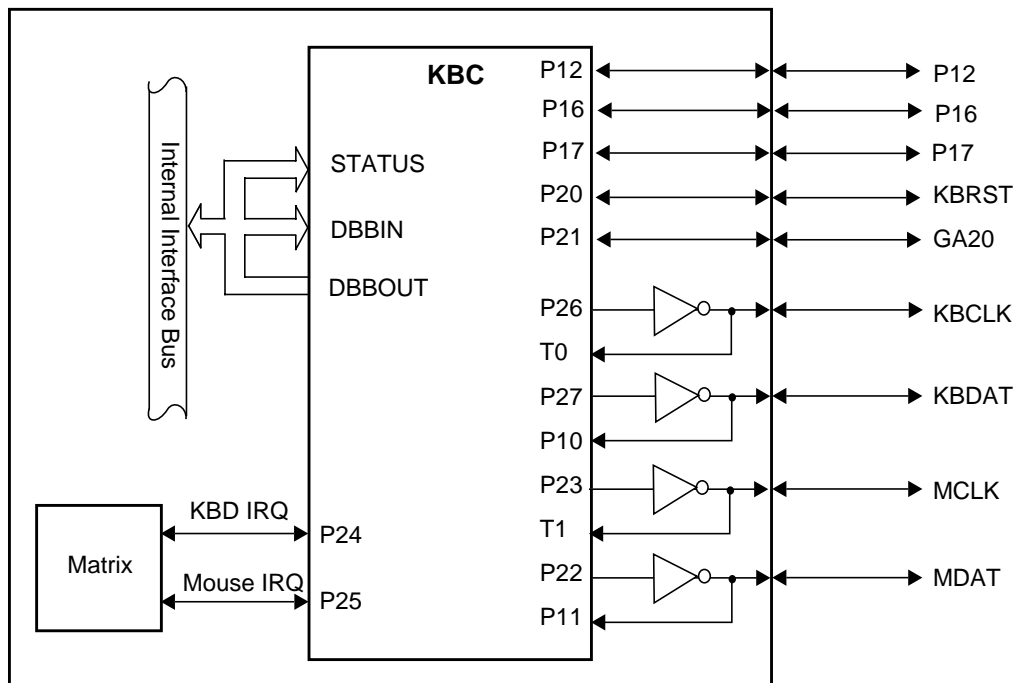 KBC
P12
P12
P16
P16
P17
P17
P20
KBRST
P21
GA20
Internal Interface Bus
STATUS
DBBIN
DBBOUT
P26
KBCLK
T0
P27
KBDAT
P10
P23
MCLK
T1
P22
MDAT
P11
Matrix
KBD IRQ
P24
Mouse IRQ
P25